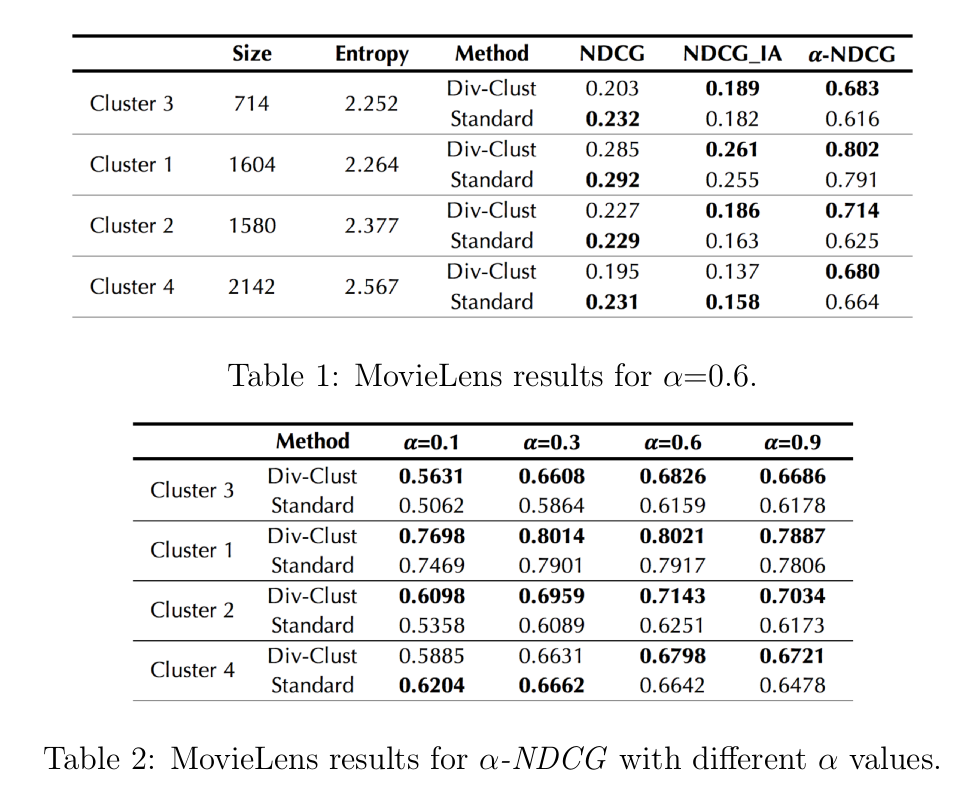 Size Entropy Method NDCG NDCG_IA α-NDCG
Div-Clust 0.203 0.189 0.683
Cluster 3 714 2.252
Standard 0.232 0.182 0.616
Div-Clust 0.285 0.261 0.802
Cluster 1 1604 2.264
Standard 0.292 0.255 0.791
Div-Clust 0.227 0.186 0.714
Cluster 2 1580 2.377
Standard 0.229 0.163 0.625
Div-Clust 0.195 0.137 0.680
Cluster 4 2142 2.567
Standard 0.231 0.158 0.664
Table 1: MovieLens results for α=0.6.
Method α=0.1 α=0.3 α=0.6 α=0.9
Div-Clust 0.5631 0.6608 0.6826 0.6686
Cluster 3
Standard 0.5062 0.5864 0.6159 0.6178
Div-Clust 0.7698 0.8014 0.8021 0.7887
Cluster 1
Standard 0.7469 0.7901 0.7917 0.7806
Div-Clust 0.6098 0.6959 0.7143 0.7034
Cluster 2
Standard 0.5358 0.6089 0.6251 0.6173
Div-Clust 0.5885 0.6631 0.6798 0.6721
Cluster 4
Standard 0.6204 0.6662 0.6642 0.6478
Table 2: MovieLens results for α-NDCG with different α values.